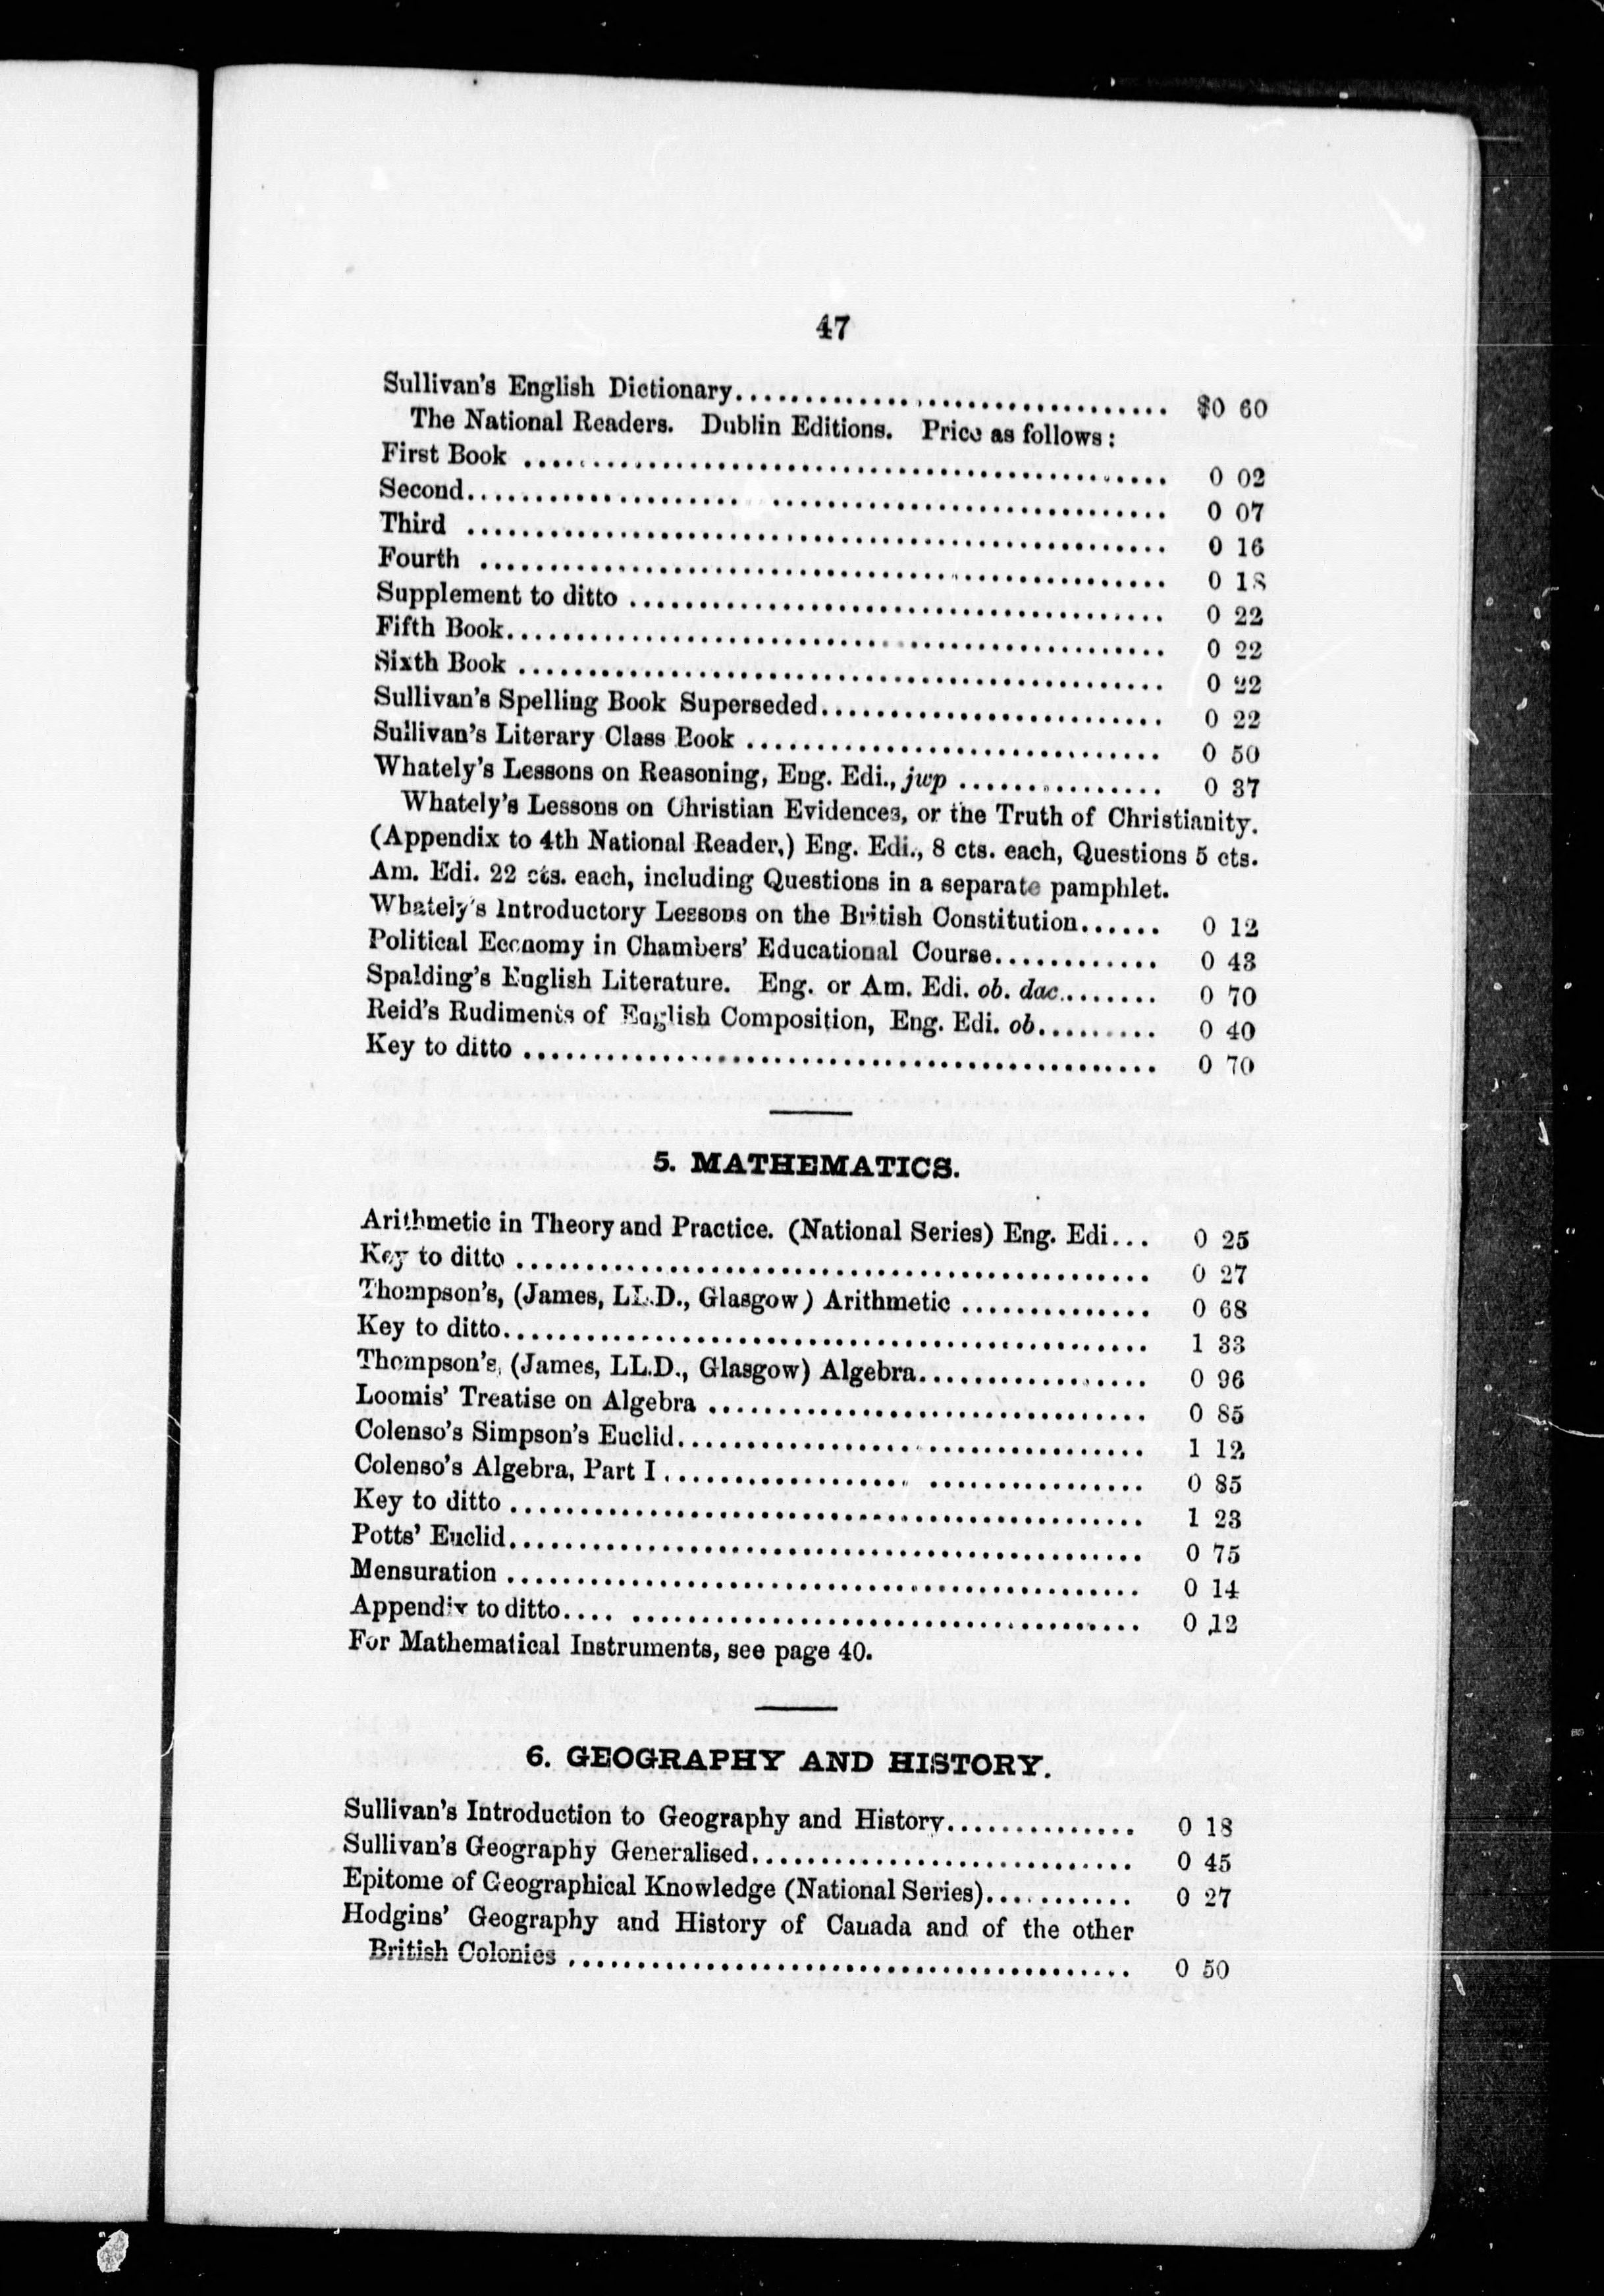 47
Sullivan's English Dictionary.................................. $0 60
The National Readers. Dublin Editions. Price as follows:
First Book .................................................. 0 02
Second.................................................. 0 07
Third .................................................. 0 16
Fourth .................................................. 0 18
Supplement to ditto ........................................ 0 22
Fifth Book.................................................. 0 22
Sixth Book .................................................. 0 22
Sullivan's Spelling Book Superseded......................... 0 22
Sullivan's Literary Class Book .............................. 0 50
Whately's Lessons on Reasoning, Eng. Edi., jwp ............... 0 37
Whately's Lessons on Christian Evidences, or the Truth of Christianity.
(Appendix to 4th National Reader,) Eng. Edi., 8 cts. each, Questions 5 cts.
Am. Edi. 22 cts. each, including Questions in a separate pamphlet.
Whately's Introductory Lessons on the British Constitution...... 0 12
Political Economy in Chambers' Educational Course............ 0 43
Spalding's English Literature. Eng. or Am. Edi. ob. dac........ 0 70
Reid's Rudiments of English Composition, Eng. Edi. ob......... 0 40
Key to ditto .............................................. 0 70
5. MATHEMATICS.
Arithmetic in Theory and Practice. (National Series) Eng. Edi... 0 25
Key to ditto .............................................. 0 27
Thompson's, (James, LL.D., Glasgow) Arithmetic .............. 0 68
Key to ditto.............................................. 1 33
Thompson's, (James, LL.D., Glasgow) Algebra................. 0 96
Loomis' Treatise on Algebra ................................ 0 85
Colenso's Simpson's Euclid.................................. 1 12
Colenso's Algebra, Part I.................. ................ 0 85
Key to ditto .............................................. 1 23
Potts' Euclid.............................................. 0 75
Mensuration .............................................. 0 14
Appendix to ditto.... ..................................... 0 12
For Mathematical Instruments, see page 40.
6. GEOGRAPHY AND HISTORY.
Sullivan's Introduction to Geography and History.............. 0 18
Sullivan's Geography Generalised............................ 0 45
Epitome of Geographical Knowledge (National Series)........... 0 27
Hodgins' Geography and History of Canada and of the other
British Colonies ......................................... 0 50